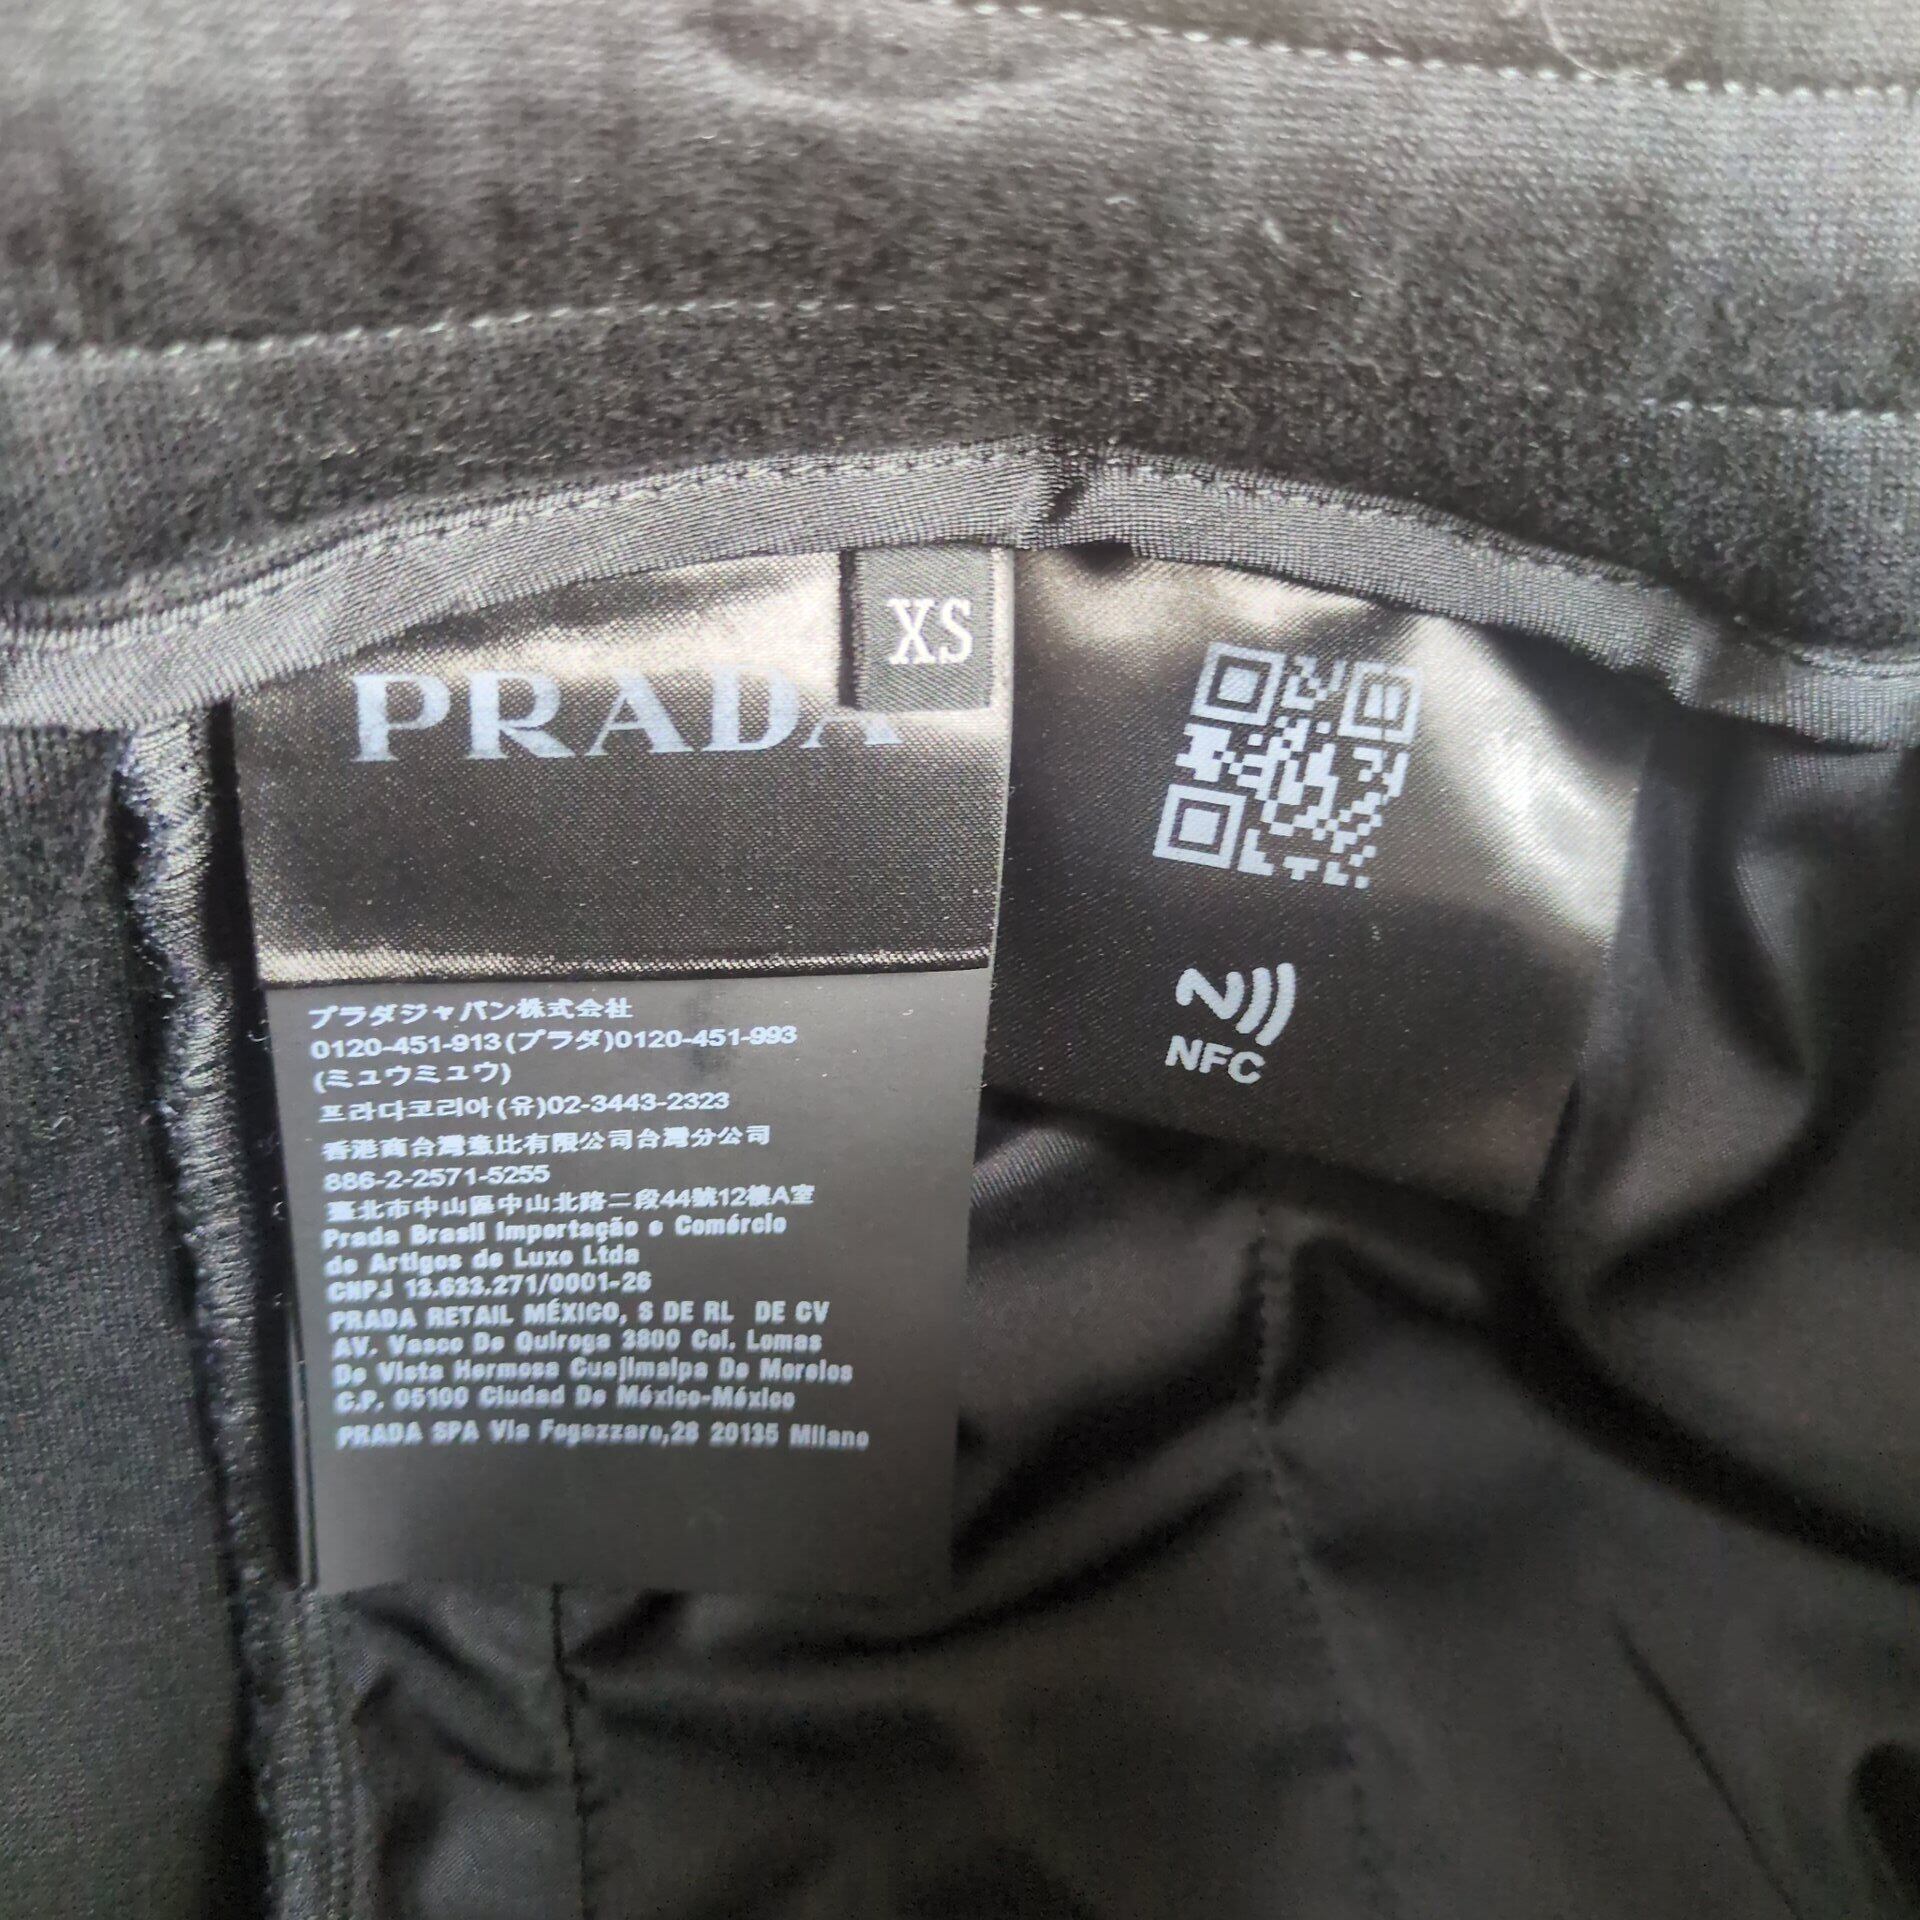 XS
PRADA
NFC
プラダジャパン株式会社
0120-451-913(プラダ)0120-451-993
(ミュウミュウ)
프라다코리아(유)02-3443-2323
香港商台灣意比有限公司台灣分公司
886-2-2571-5255
臺北市中山區中山北路二段44號12樓A室
Prada Brasil Importação e Comércio
de Artigos de Luxo Ltda
CNPJ 13.633.271/0001-26
PRADA RETAIL MÉXICO, S DE RL DE CV
AV. Vasco De Quiroga 3800 Col. Lomas
De Vista Hermosa Cuajimalpa De Morelos
C.P. 05100 Ciudad De México-México
PRADA SPA Via Fogazzaro,28 20135 Milano